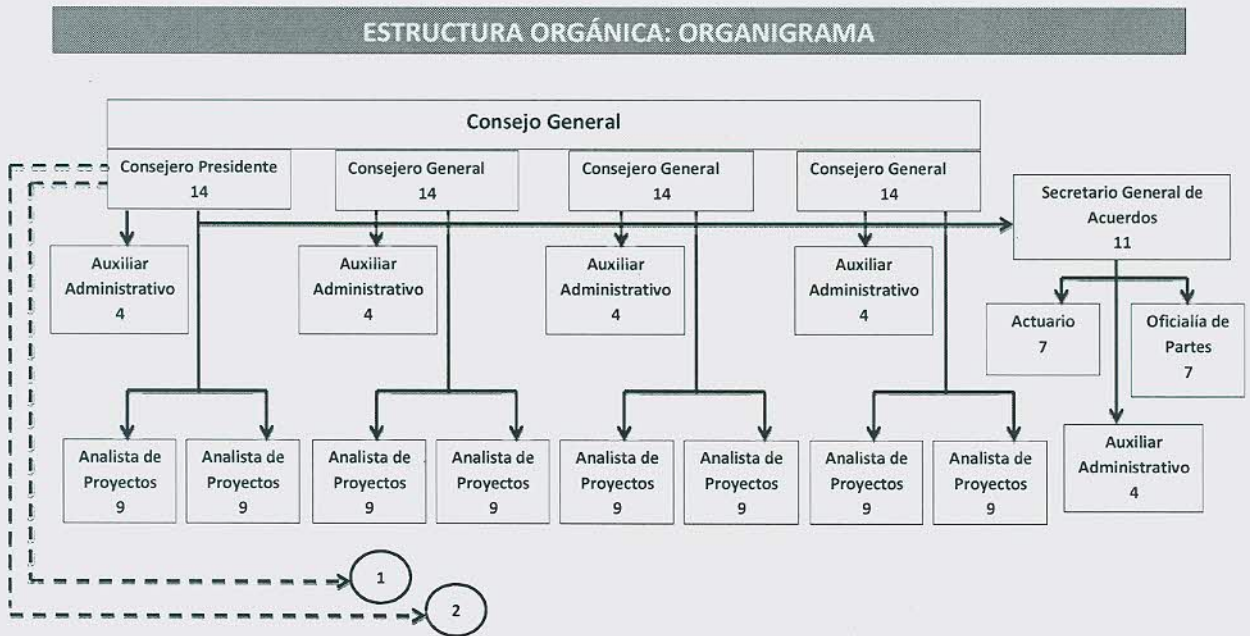 ESTRUCTURA ORGÁNICA: ORGANIGRAMA
Consejo General
Consejero Presidente
14
Consejero General
14
Consejero General
14
Consejero General
14
Secretario General de
Acuerdos
11
Auxiliar
Administrativo
4
Auxiliar
Administrativo
4
Auxiliar
Administrativo
4
Auxiliar
Administrativo
4
Actuario
7
Oficialía de
Partes
7
Analista de
Proyectos
9
Analista de
Proyectos
9
Analista de
Proyectos
9
Analista de
Proyectos
9
Analista de
Proyectos
9
Analista de
Proyectos
9
Analista de
Proyectos
9
Analista de
Proyectos
9
Auxiliar
Administrativo
4
1
2